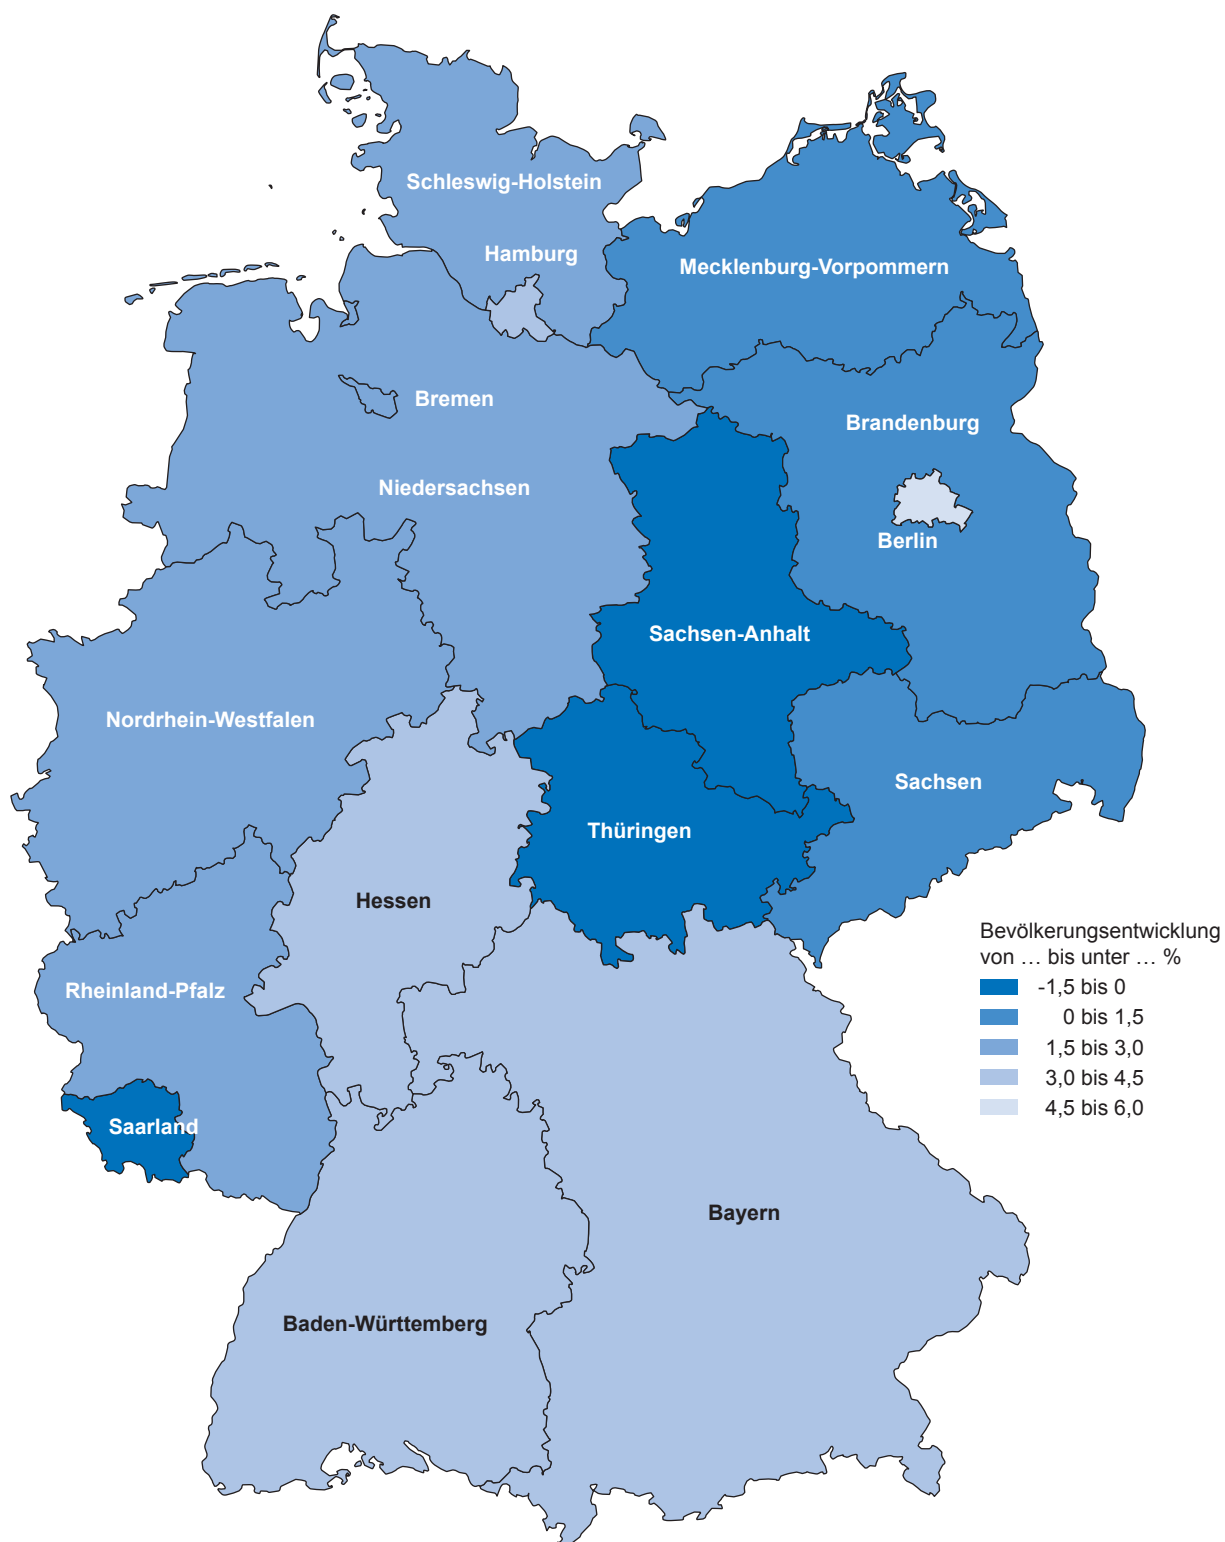 Schleswig-Holstein
Hamburg
Mecklenburg-Vorpommern
Bremen
Brandenburg
Niedersachsen
Berlin
Sachsen-Anhalt
Nordrhein-Westfalen
Sachsen
Thüringen
Hessen
Rheinland-Pfalz
Saarland
Bayern
Baden-Württemberg
Bevölkerungsentwicklung
von … bis unter … %
-1,5 bis 0
0 bis 1,5
1,5 bis 3,0
3,0 bis 4,5
4,5 bis 6,0